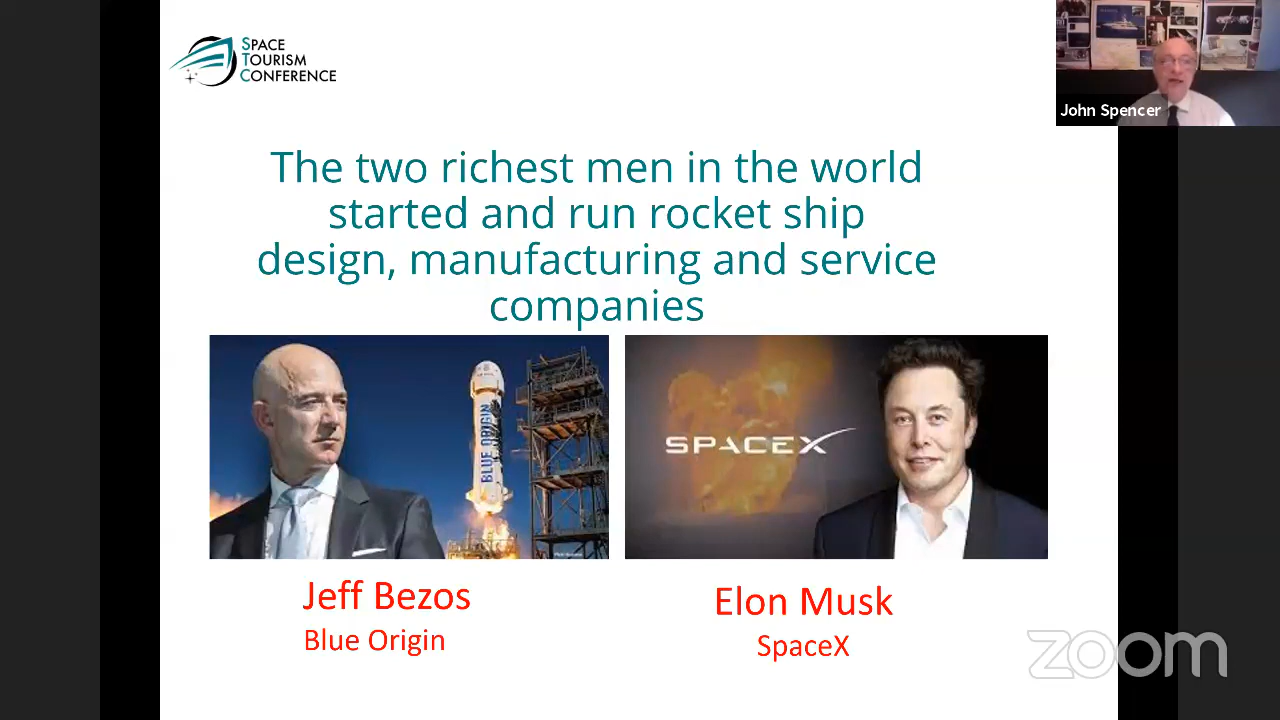 SPACE
TOURISM
CONFERENCE
John Spencer
The two richest men in the world
started and run rocket ship
design, manufacturing and service
companies
BLUE ORIGIN
SPACEX
Jeff Bezos
Blue Origin
Elon Musk
SpaceX
zoom